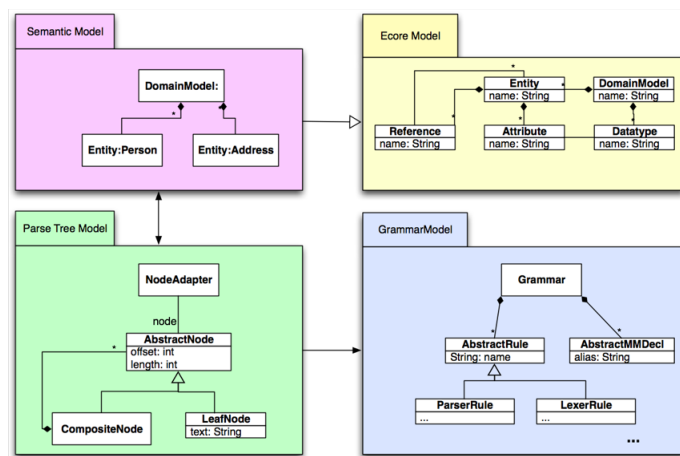 Semantic Model
DomainModel:
*
*
Entity:Person
Entity:Address
Ecore Model
*
Entity
name: String
*
DomainModel
name: String
*
*
*
Reference
name: String
Attribute
name: String
Datatype
name: String
Parse Tree Model
NodeAdapter
node
*
AbstractNode
offset: int
length: int
CompositeNode
LeafNode
text: String
GrammarModel
Grammar
*
*
AbstractRule
String: name
AbstractMMDecl
alias: String
ParserRule
...
LexerRule
...
...